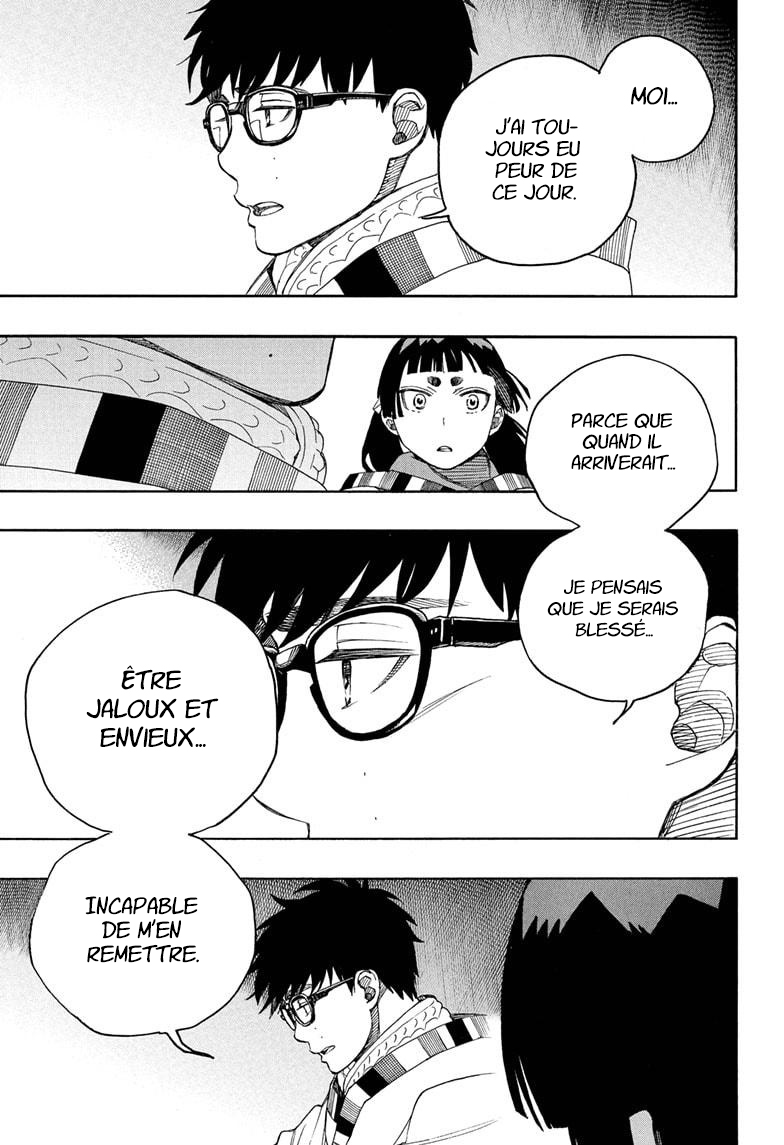 MOI...
J'AI TOU-
JOURS EU
PEUR DE
CE JOUR.
PARCE QUE
QUAND IL
ARRIVERAIT...
JE PENSAIS
QUE JE SERAIS
BLESSÉ...
ÊTRE
JALOUX ET
ENVIEUX...
INCAPABLE
DE M'EN
REMETTRE.